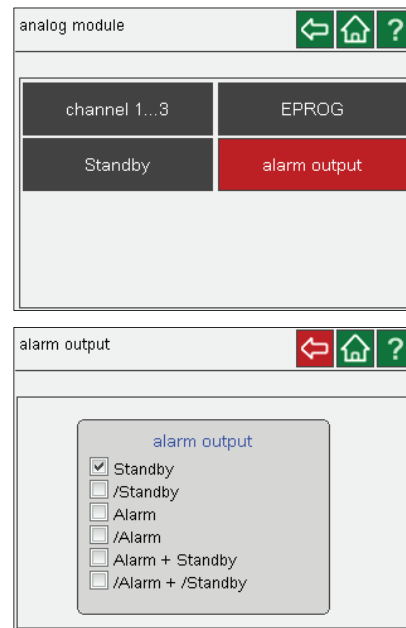 analog module
?
channel 1...3
EPROG
Standby
alarm output
alarm output
?
alarm output
Standby
/Standby
Alarm
/Alarm
Alarm + Standby
/Alarm + /Standby